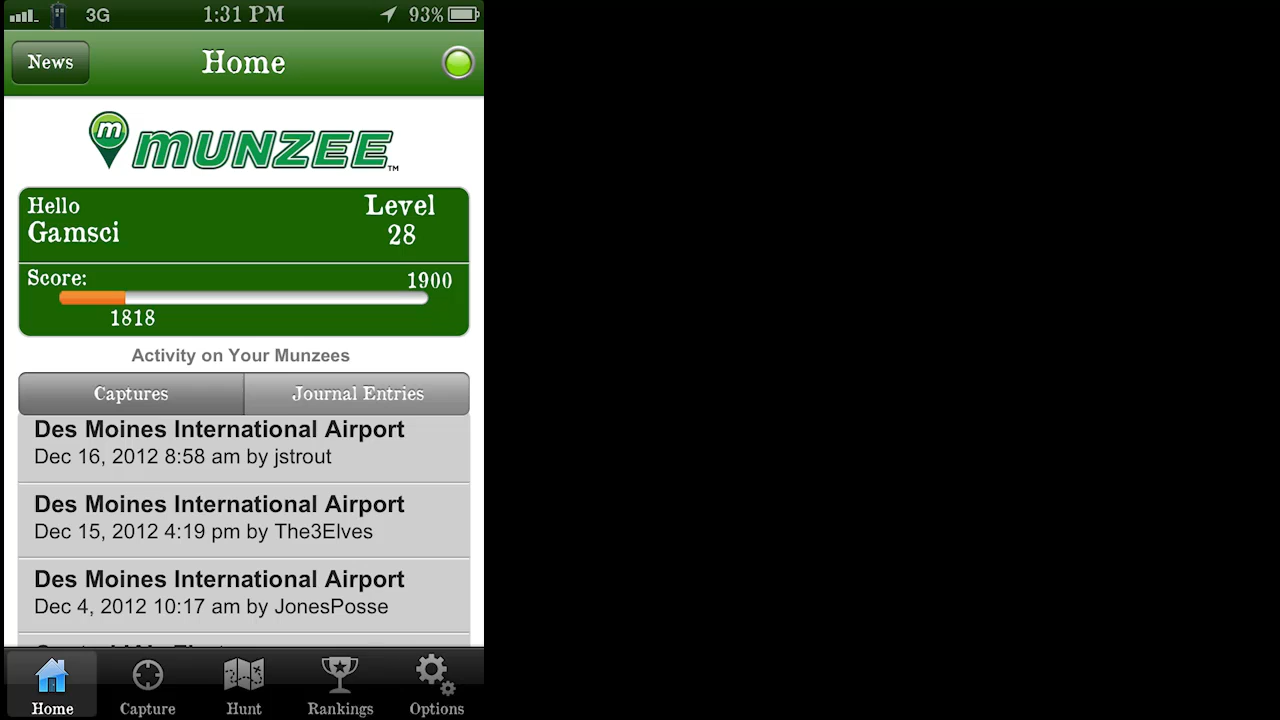 3G 1:31 PM 93%
News Home
m MUNZEE™
Hello Level
Gamsci 28
Score: 1900
1818
Activity on Your Munzees
Captures Journal Entries
Des Moines International Airport
Dec 16, 2012 8:58 am by jstrout
Des Moines International Airport
Dec 15, 2012 4:19 pm by The3Elves
Des Moines International Airport
Dec 4, 2012 10:17 am by JonesPosse
Home Capture Hunt Rankings Options